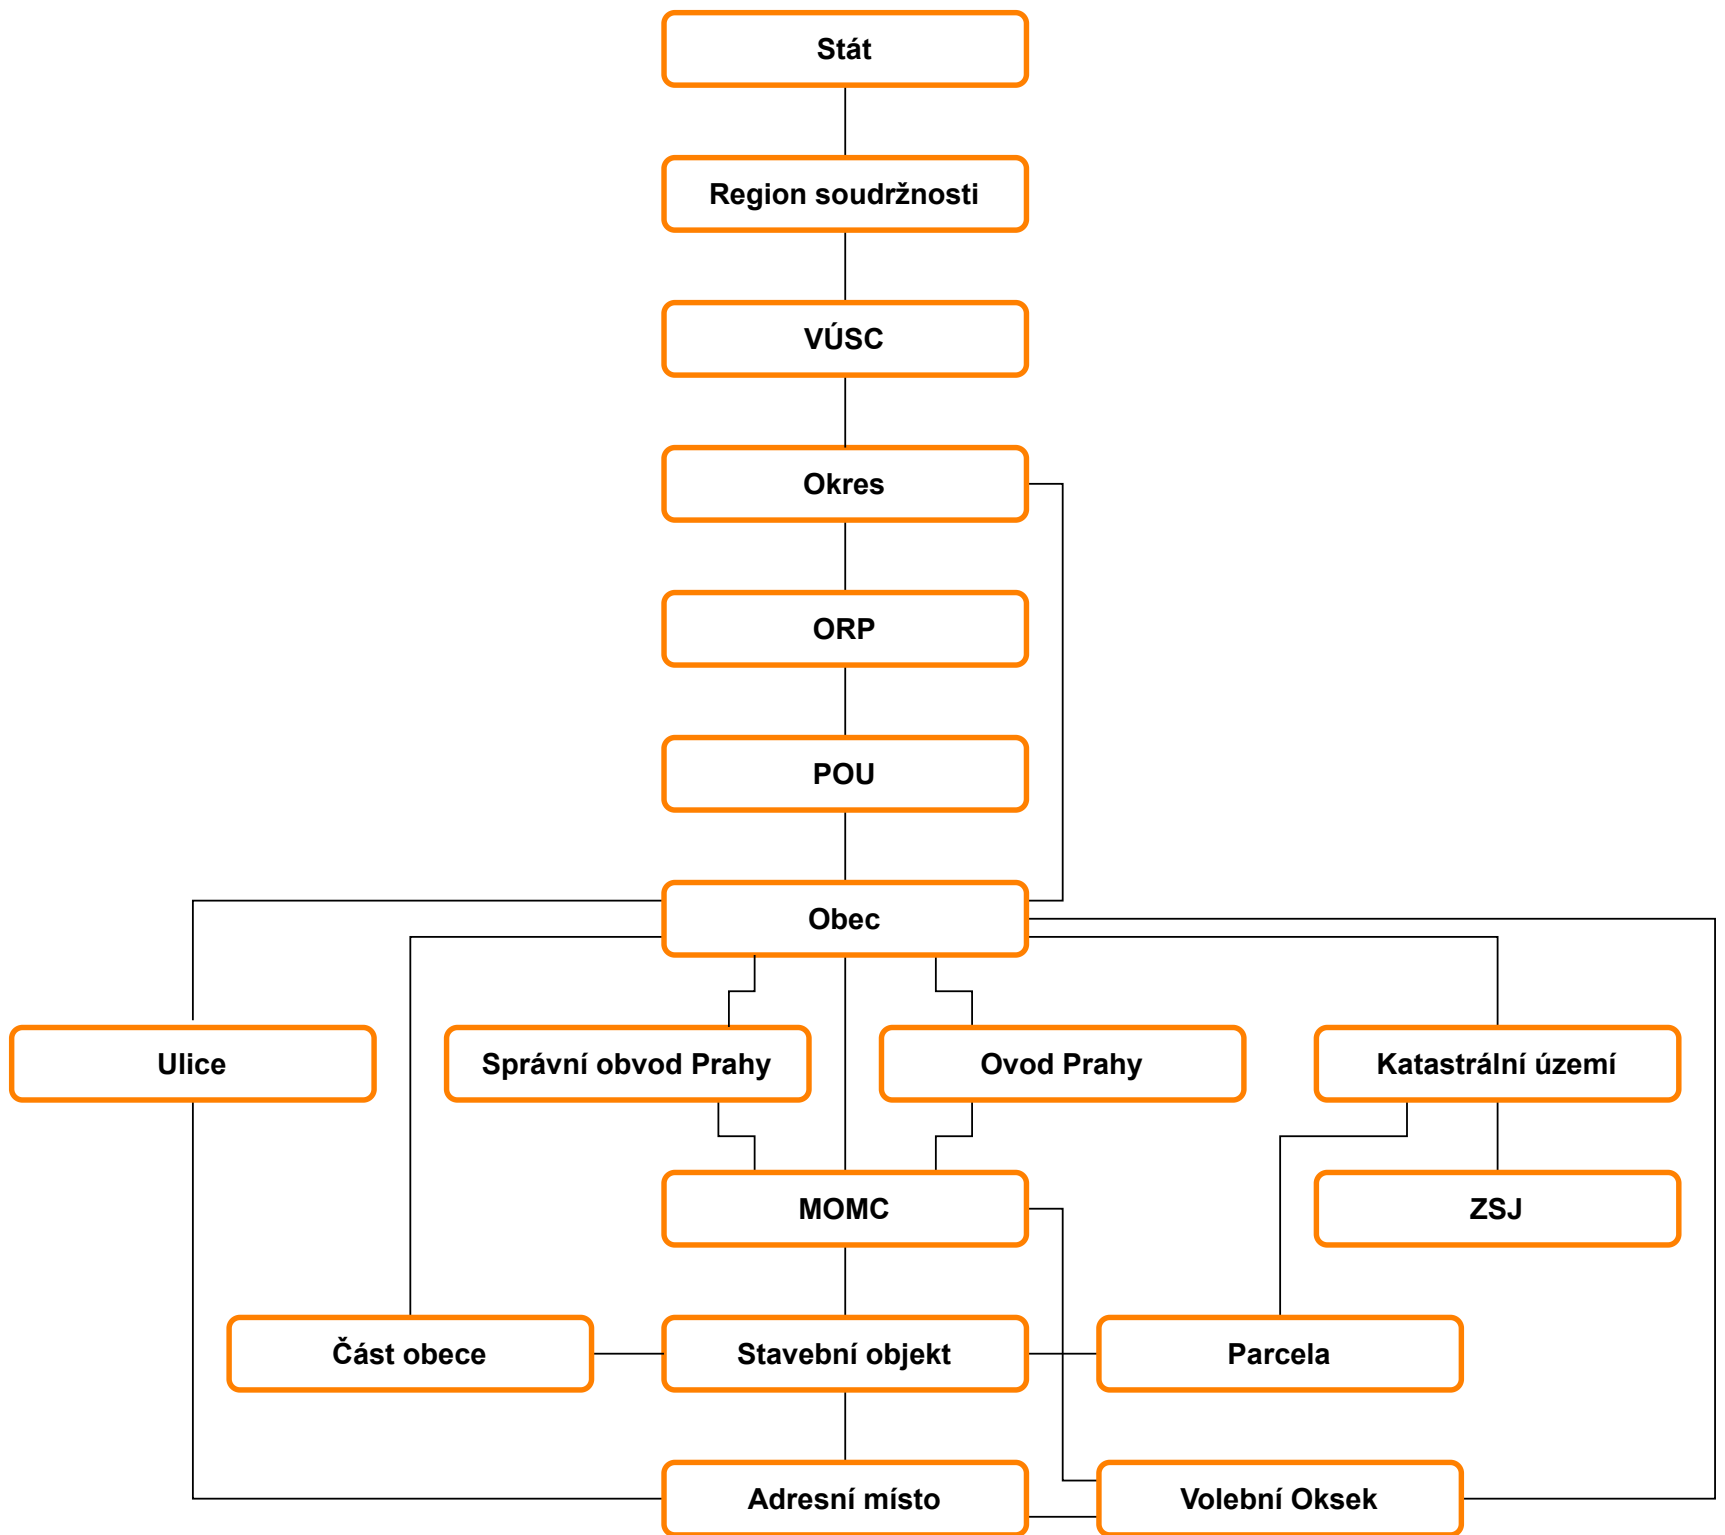 Stát
Region soudržnosti
VÚSC
Okres
ORP
POU
Obec
Ulice
Správní obvod Prahy
Ovod Prahy
Katastrální území
MOMC
ZSJ
Část obece
Stavební objekt
Parcela
Adresní místo
Volební Oksek